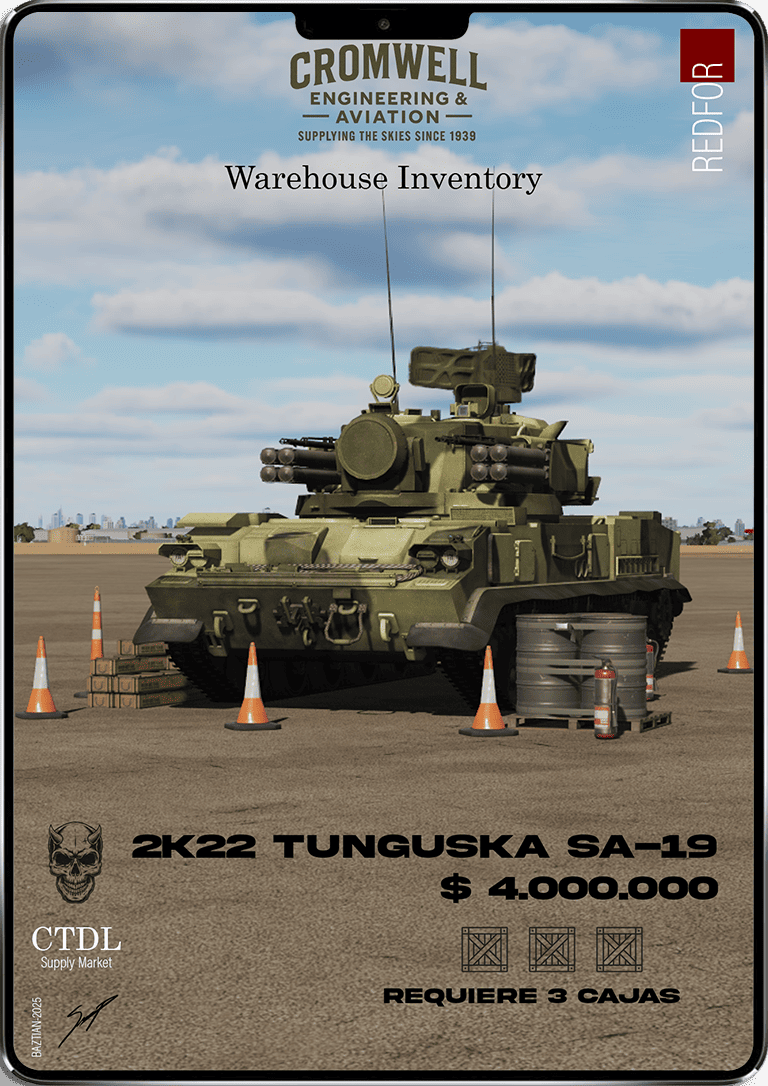 CROMWELL
ENGINEERING &
AVIATION
SUPPLYING THE SKIES SINCE 1939
REDFOR
Warehouse Inventory
2K22 TUNGUSKA SA-19
$ 4.000.000
CTDL
Supply Market
REQUIERE 3 CAJAS
BAZTIAN-2025